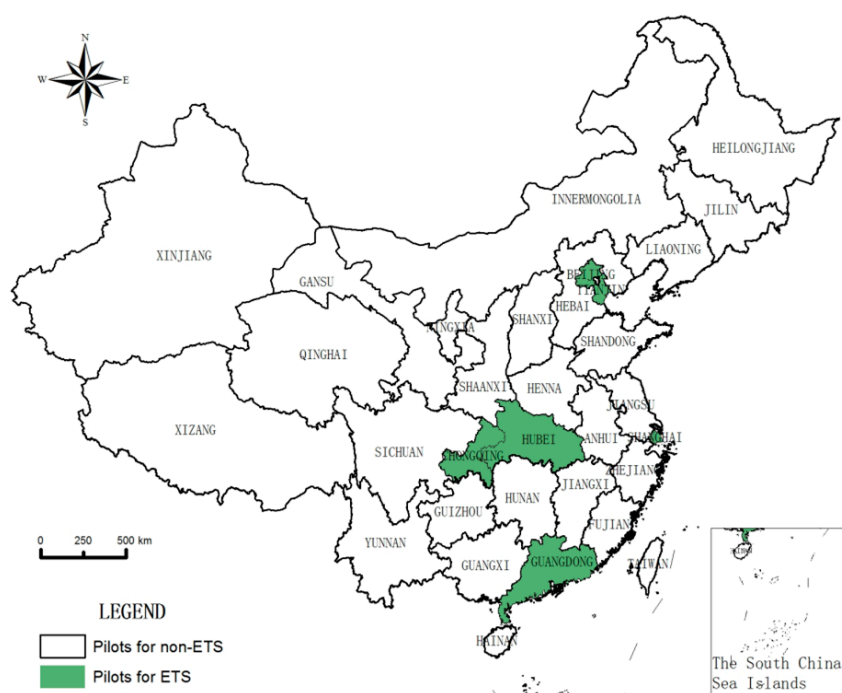 N
W
E
S
HEILONGJIANG
INNERMONGOLIA
JILIN
XINJIANG
LIAONING
GANSU
BEIJING
TIANJIN
HEBAI
NINGXIA
SHANXI
SHANDONG
QINGHAI
SHAANXI
HENNA
JIANGSU
XIZANG
SICHUAN
CHONGQING
HUBEI
ANHUI
SHANGHAI
ZHEJIANG
HUNAN
JIANGXI
GUIZHOU
FUJIAN
YUNNAN
GUANGXI
GUANGDONG
TAIWAN
HAINAN
0 250 500 km
LEGEND
Pilots for non-ETS
Pilots for ETS
The South China
Sea Islands